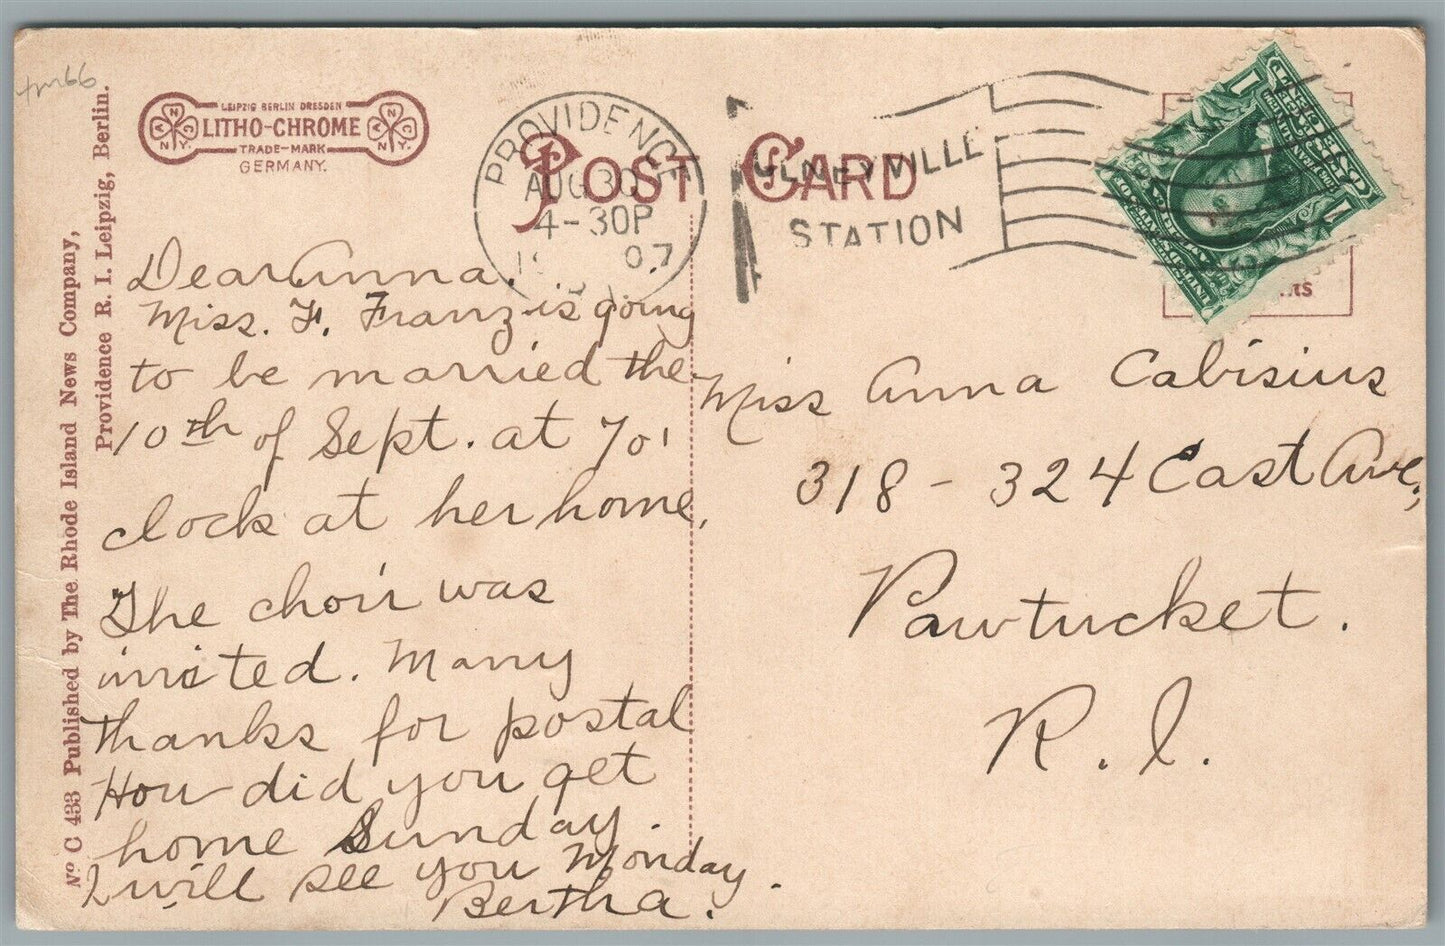 tm66
LEIPZIG BERLIN DRESDEN
LITHO-CHROME
TRADE-MARK
GERMANY.
POST CARD
PROVIDENCE
AUG 30
4-30P
07
LNEYVILLE
STATION
No C 433 Published by The Rhode Island News Company,
Providence R. I. Leipzig, Berlin.
Dear Anna.
Miss. F. Franz is going
to be married the
10th of Sept. at 7 o'
clock at her home,
The choir was
invited. Many
thanks for postal
How did you get
home Sunday.
I will see you Monday.
Bertha.
Miss Anna Cabisius
318 - 324 East Ave,
Pawtucket.
R. I.